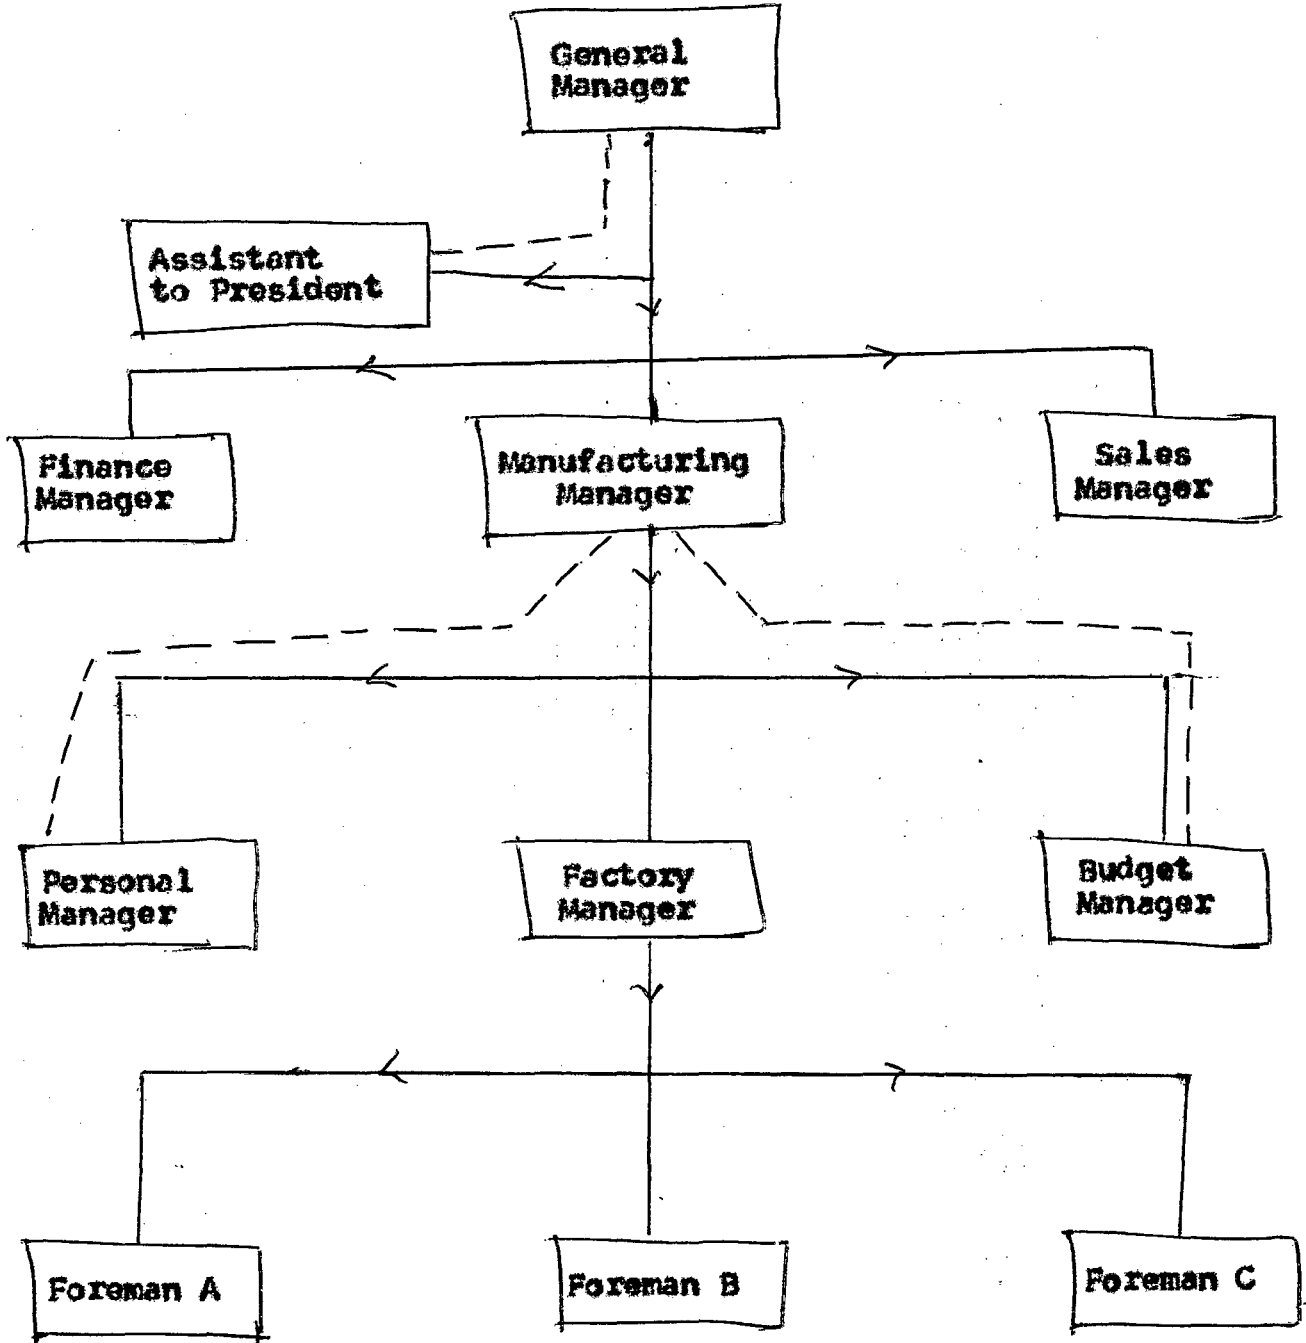 General
Manager
Assistant
to President
Finance
Manager
Manufacturing
Manager
Sales
Manager
Personal
Manager
Factory
Manager
Budget
Manager
Foreman A
Foreman B
Foreman C